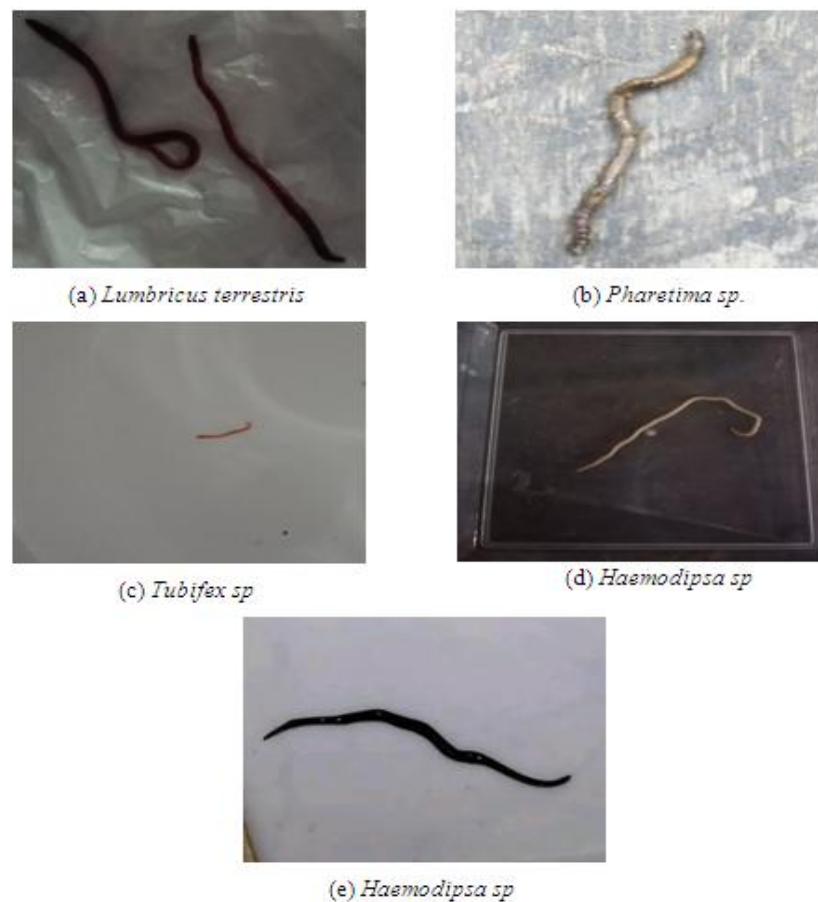 (a) Lumbricus terrestris
(b) Pharetima sp.
(c) Tubifex sp
(d) Haemodipsa sp
(e) Haemodipsa sp